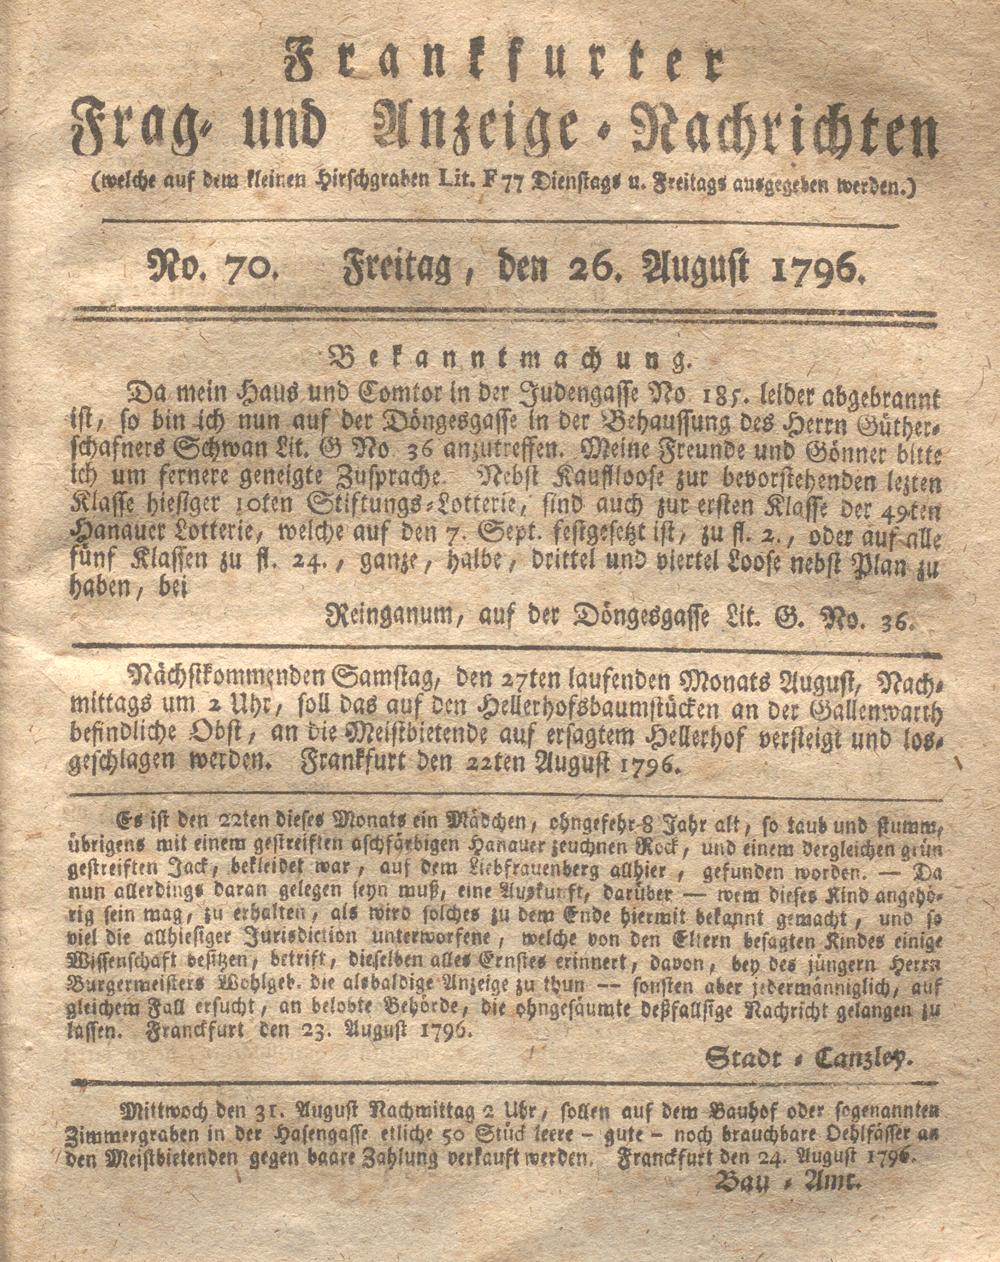 Frankfurter
Frag- und Anzeige-Nachrichten
(welche auf dem kleinen Hirschgraben Lit. F 77 Dienstags u. Freitags ausgegeben werden.)
No. 70. Freitag, den 26. August 1796.
Bekanntmachung.
Da mein Haus und Comtor in der Judengasse No 185. leider abgebrannt
ist, so bin ich nun auf der Döngesgasse in der Behaussung des Herrn Güther-
schafners Schwan Lit. G No 36 anzutreffen. Meine Freunde und Gönner bitte
ich um fernere geneigte Zusprache. Nebst Kaufloose zur bevorstehenden lezten
Klasse hiesiger 10ten Stiftungs-Lotterie, sind auch zur ersten Klasse der 49ten
Hanauer Lotterie, welche auf den 7. Sept. festgesetzt ist, zu fl. 2., oder auf alle
fünf Klassen zu fl. 24., ganze, halbe, drittel und viertel Loose nebst Plan zu
haben, bei
Reinganum, auf der Döngesgasse Lit. G. No. 36.
Nächstkommenden Samstag, den 27ten laufenden Monats August, Nach-
mittags um 2 Uhr, soll das auf den Hellerhofsbaumstücken an der Gallenwarth
befindliche Obst, an die Meistbietende auf ersagtem Hellerhof versteigt und los-
geschlagen werden. Frankfurt den 22ten August 1796.
Es ist den 22ten dieses Monats ein Mädchen, ohngefehr 8 Jahr alt, so taub und stumm,
übrigens mit einem gestreiften aschfärbigen Hanauer zeuchnen Rock, und einem dergleichen grün
gestreiften Jack, bekleidet war, auf dem Liebfrauenberg allhier, gefunden worden. — Da
nun allerdings daran gelegen seyn muß, eine Auskunft, darüber — wem dieses Kind angehö-
rig sein mag, zu erhalten, als wird solches zu dem Ende hiermit bekannt gemacht, und so
viel die allhiesiger Jurisdiction unterworfene, welche von den Eltern besagten Kindes einige
Wissenschaft besitzen, betrift, dieselben alles Ernstes erinnert, davon, bey des jüngern Herrn
Burgermeisters Wohlgeb. die alsbaldige Anzeige zu thun — sonsten aber jedermänniglich, auf
gleichem Fall ersucht, an belobte Behörde, die ohngesäumte deßfallsige Nachricht gelangen zu
lassen. Franckfurt den 23. August 1796.
Stadt-Canzley.
Mittwoch den 31. August Nachmittag 2 Uhr, sollen auf dem Bauhof oder sogenannten
Zimmergraben in der Hasengasse etliche 50 Stück leere - gute - noch brauchbare Oehlfässer an
den Meistbietenden gegen baare Zahlung verkauft werden. Franckfurt den 24. August 1796.
Bau-Amt.